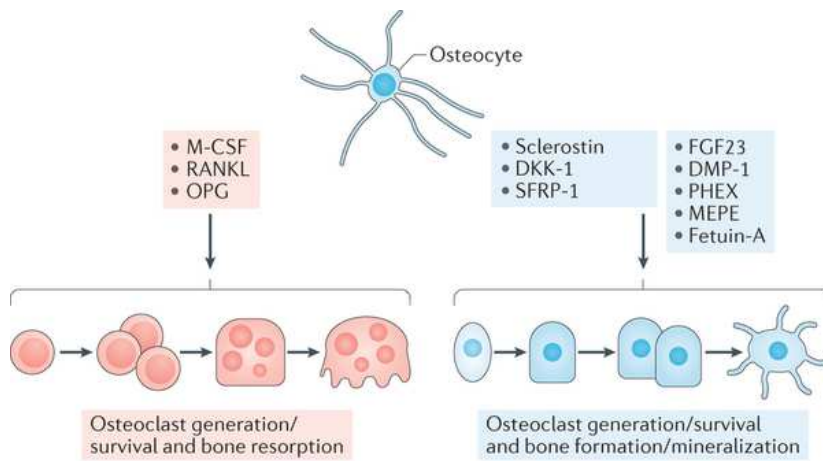 Osteocyte
• M-CSF
• RANKL
• OPG
• Sclerostin
• DKK-1
• SFRP-1
• FGF23
• DMP-1
• PHEX
• MEPE
• Fetuin-A
Osteoclast generation/
survival and bone resorption
Osteoclast generation/survival
and bone formation/mineralization